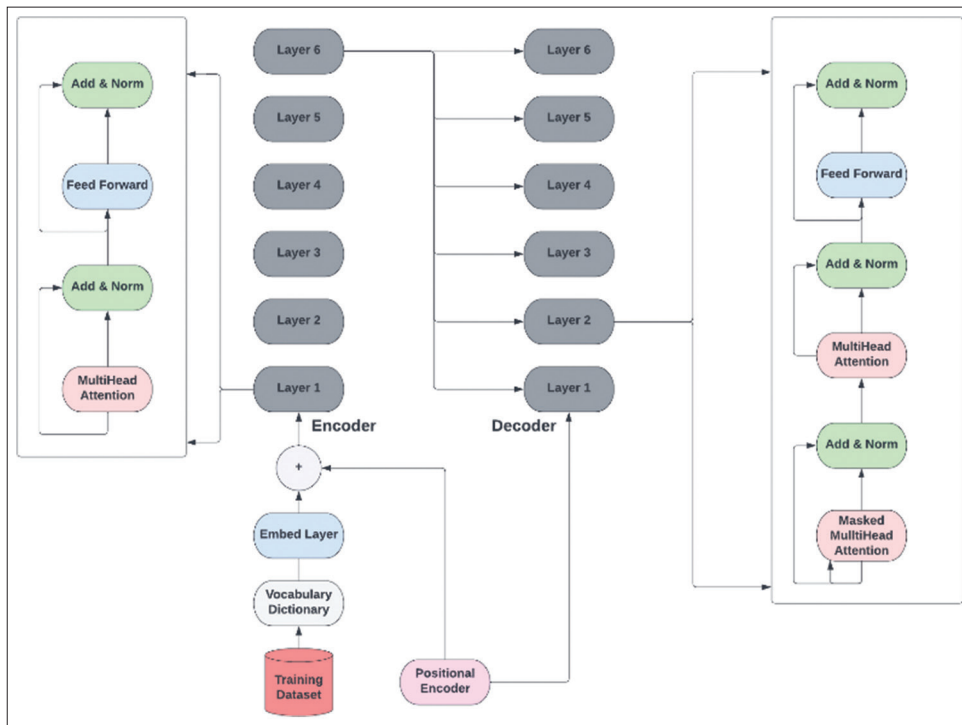 Add & Norm
Feed Forward
Add & Norm
MultiHead
Attention
Layer 6
Layer 5
Layer 4
Layer 3
Layer 2
Layer 1
Encoder
+
Embed Layer
Vocabulary
Dictionary
Training
Dataset
Layer 6
Layer 5
Layer 4
Layer 3
Layer 2
Layer 1
Decoder
Positional
Encoder
Add & Norm
Feed Forward
Add & Norm
MultiHead
Attention
Add & Norm
Masked
MulltiHead
Attention